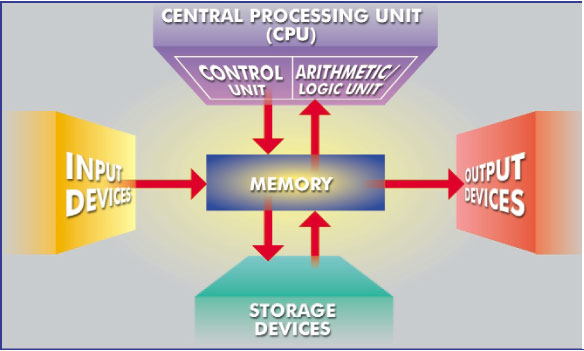 CENTRAL PROCESSING UNIT
(CPU)
CONTROL
UNIT
ARITHMETIC/
LOGIC UNIT
INPUT
DEVICES
MEMORY
OUTPUT
DEVICES
STORAGE
DEVICES